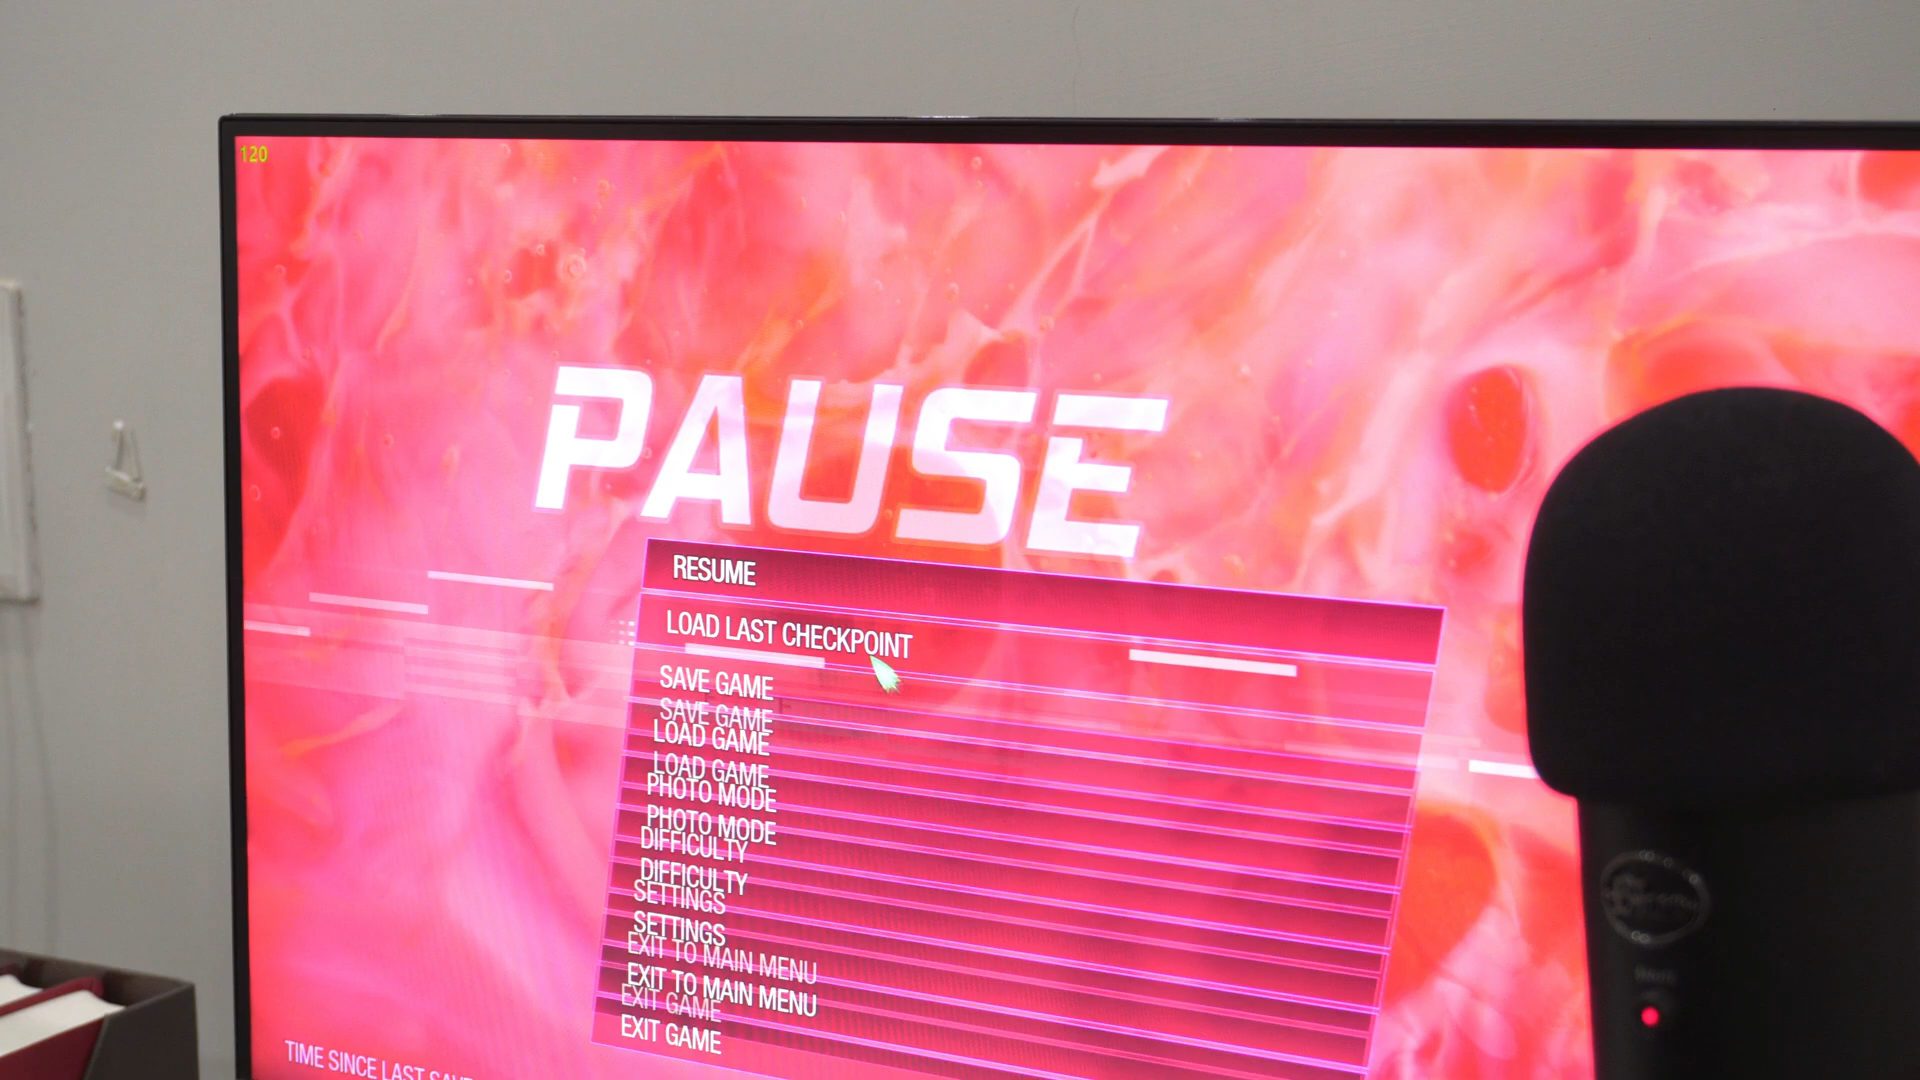 120
PAUSE
RESUME
LOAD LAST CHECKPOINT
SAVE GAME
SAVE GAME
LOAD GAME
LOAD GAME
PHOTO MODE
PHOTO MODE
DIFFICULTY
DIFFICULTY
SETTINGS
SETTINGS
EXIT TO MAIN MENU
EXIT TO MAIN MENU
EXIT GAME
EXIT GAME
TIME SINCE LAST